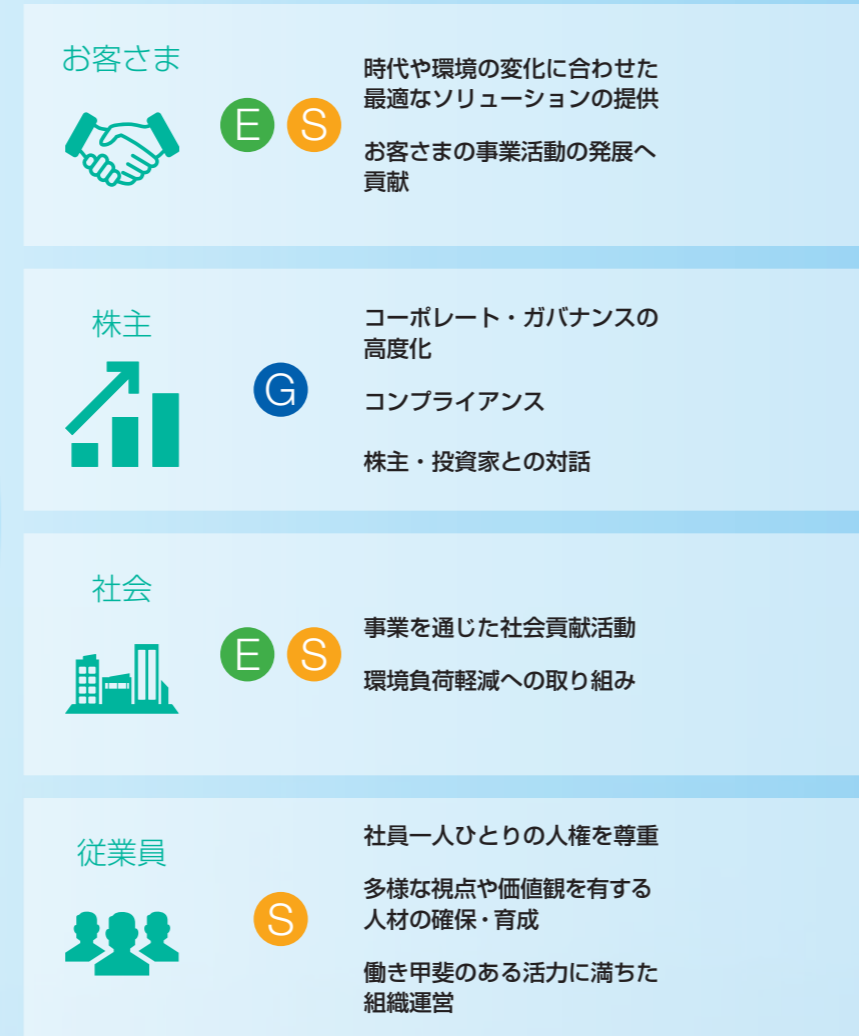 お客さま
E S
時代や環境の変化に合わせた
最適なソリューションの提供
お客さまの事業活動の発展へ
貢献
株主
G
コーポレート・ガバナンスの
高度化
コンプライアンス
株主・投資家との対話
社会
E S
事業を通じた社会貢献活動
環境負荷軽減への取り組み
従業員
S
社員一人ひとりの人権を尊重
多様な視点や価値観を有する
人材の確保・育成
働き甲斐のある活力に満ちた
組織運営